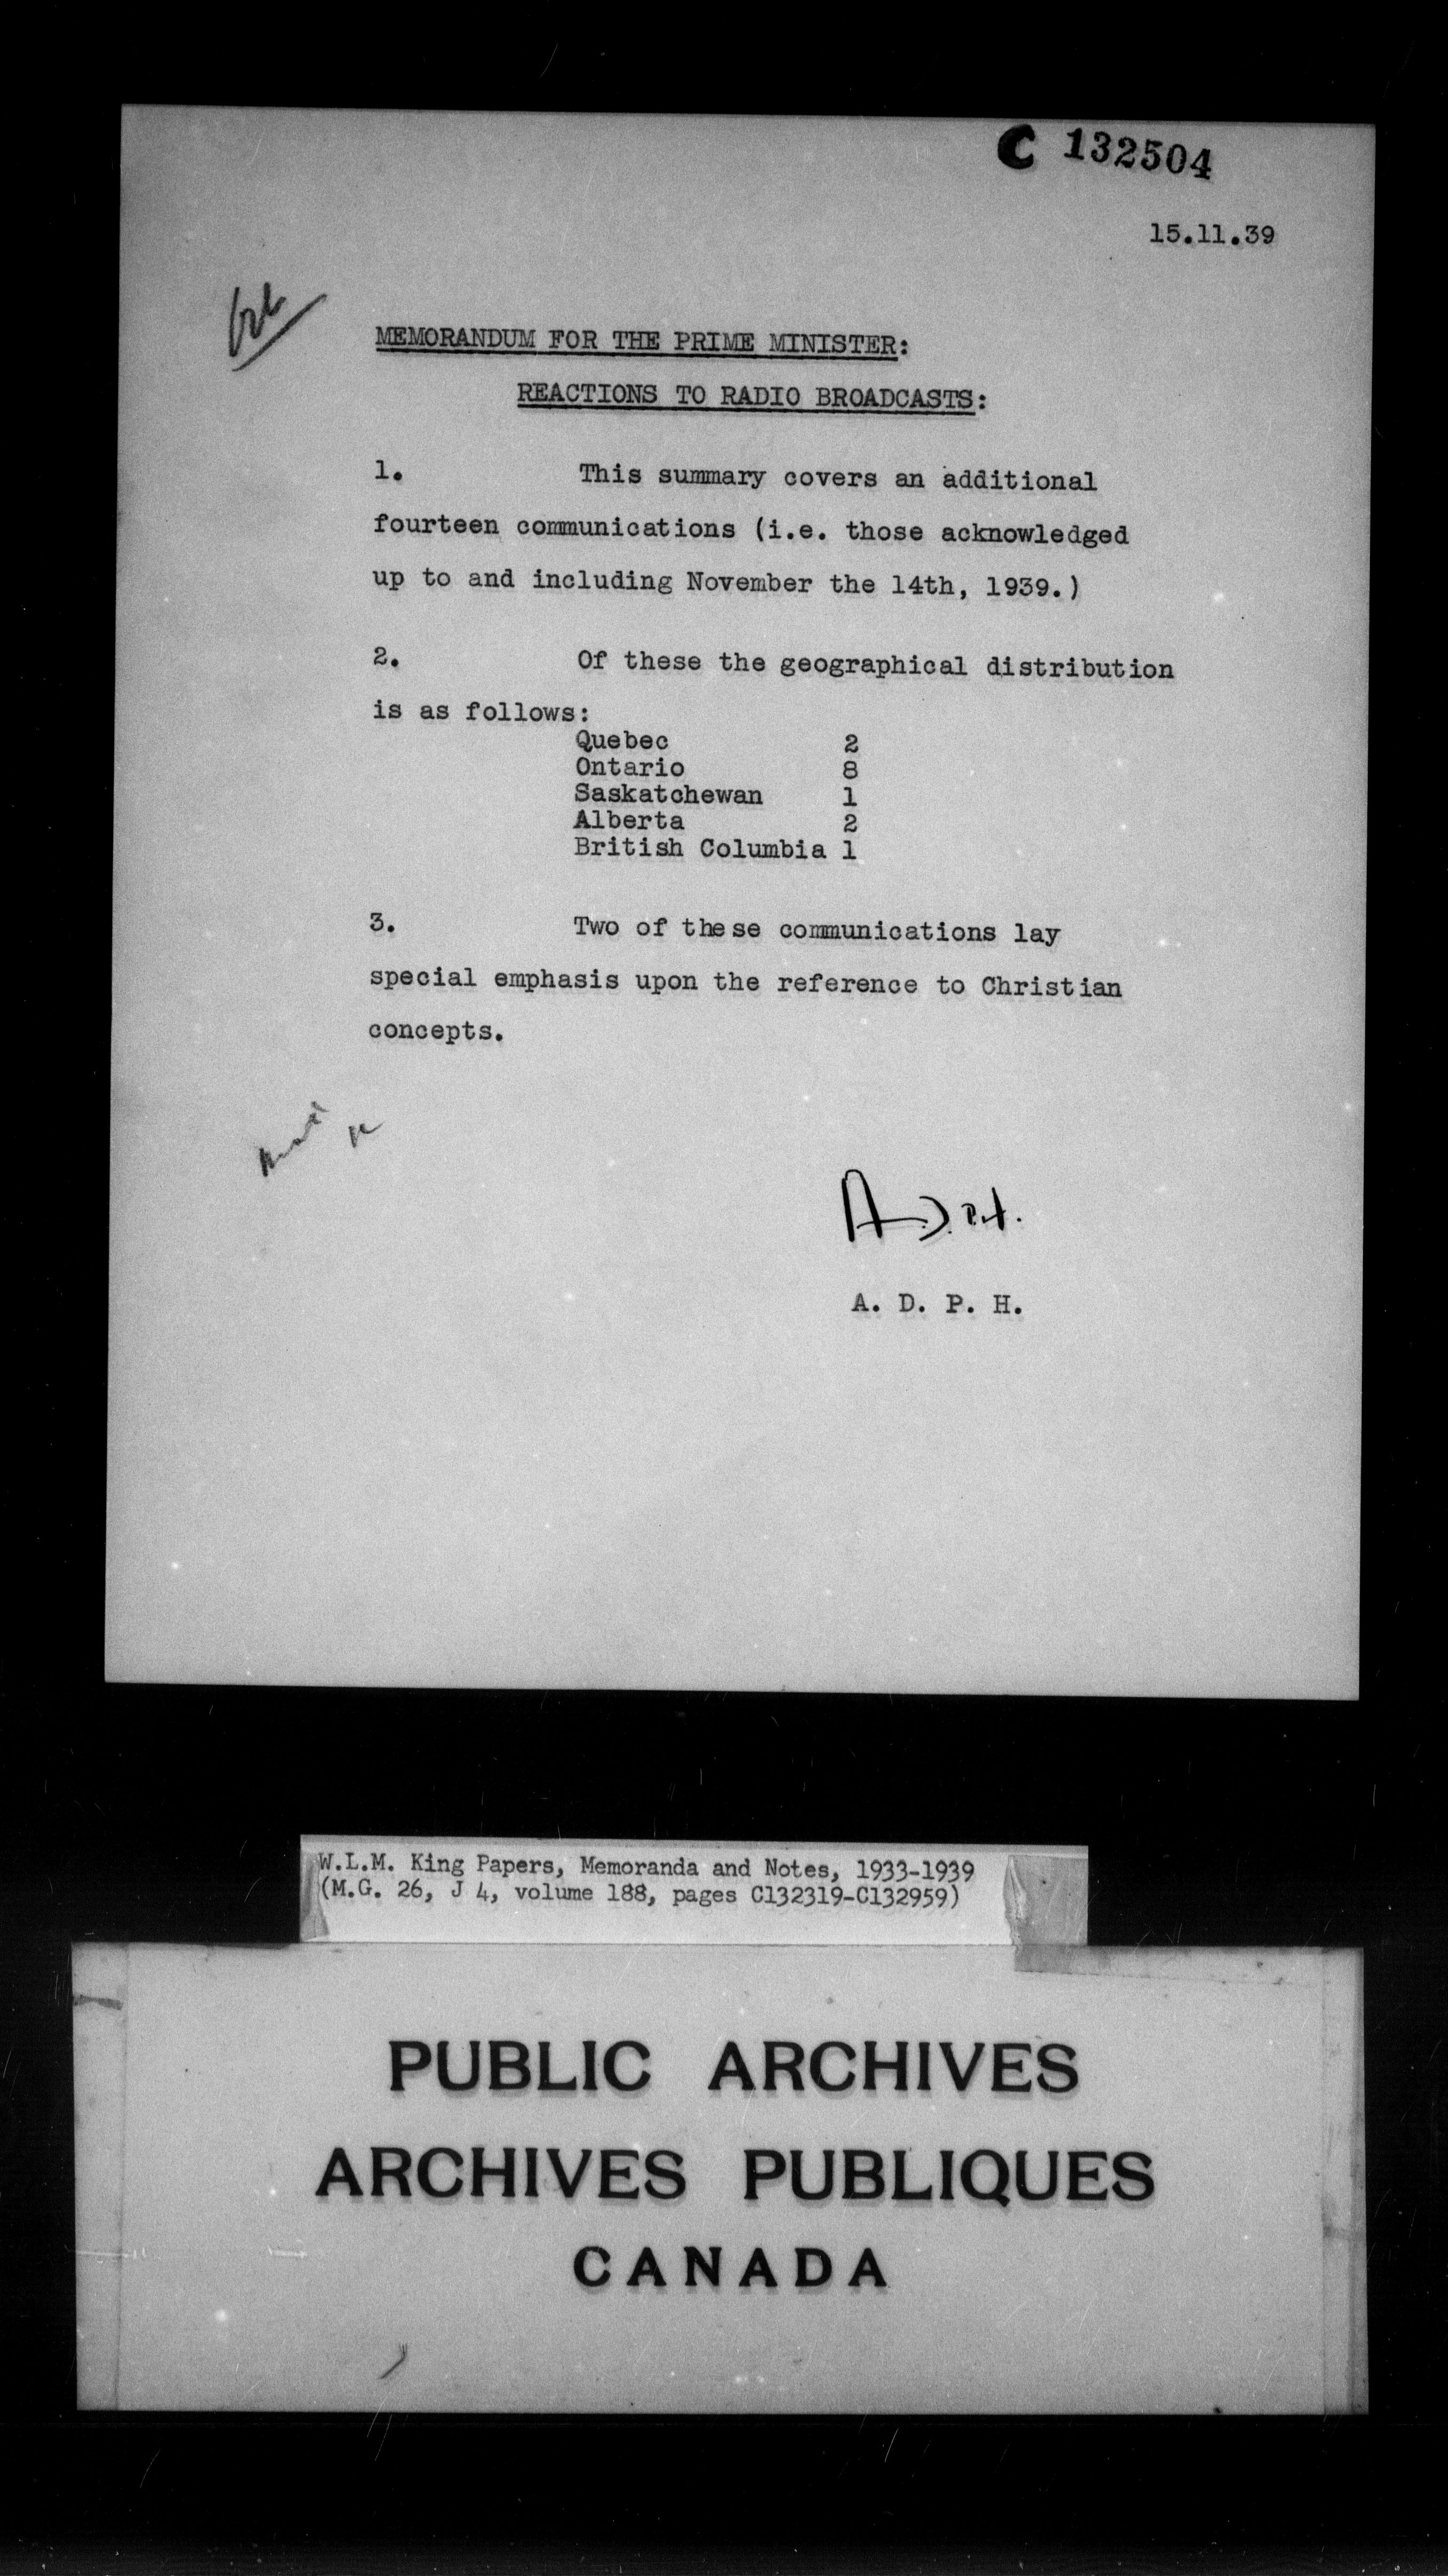 C 132504
15.11.39
MEMORANDUM FOR THE PRIME MINISTER:
REACTIONS TO RADIO BROADCASTS:
1. This summary covers an additional
fourteen communications (i.e. those acknowledged
up to and including November the 14th, 1939.)
2. Of these the geographical distribution
is as follows:
Quebec 2
Ontario 8
Saskatchewan 1
Alberta 2
British Columbia 1
3. Two of these communications lay
special emphasis upon the reference to Christian
concepts.
A.D.P.H.
A. D. P. H.
W.L.M. King Papers, Memoranda and Notes, 1933-1939
(M.G. 26, J 4, volume 188, pages C132319-C132959)
PUBLIC ARCHIVES
ARCHIVES PUBLIQUES
CANADA